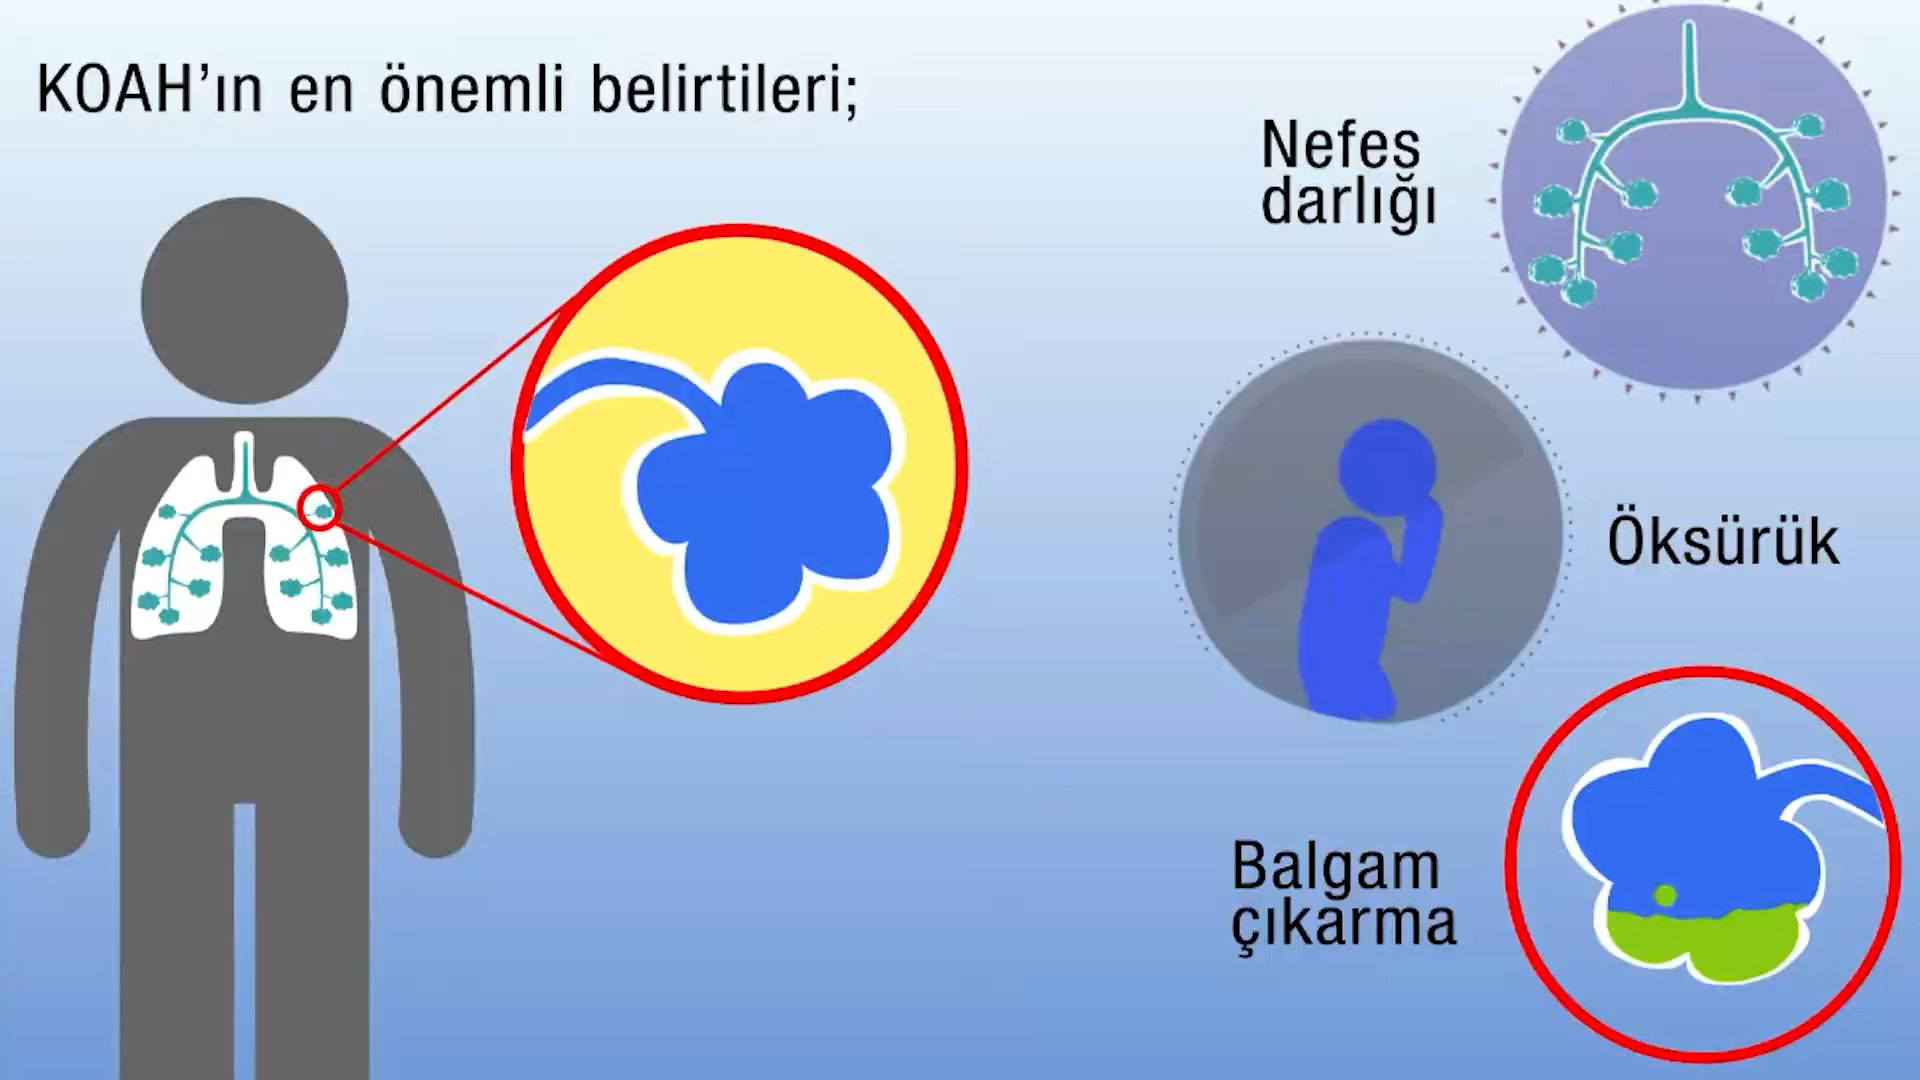 KOAH’ın en önemli belirtileri;
Nefes
darlığı
Öksürük
Balgam
çıkarma